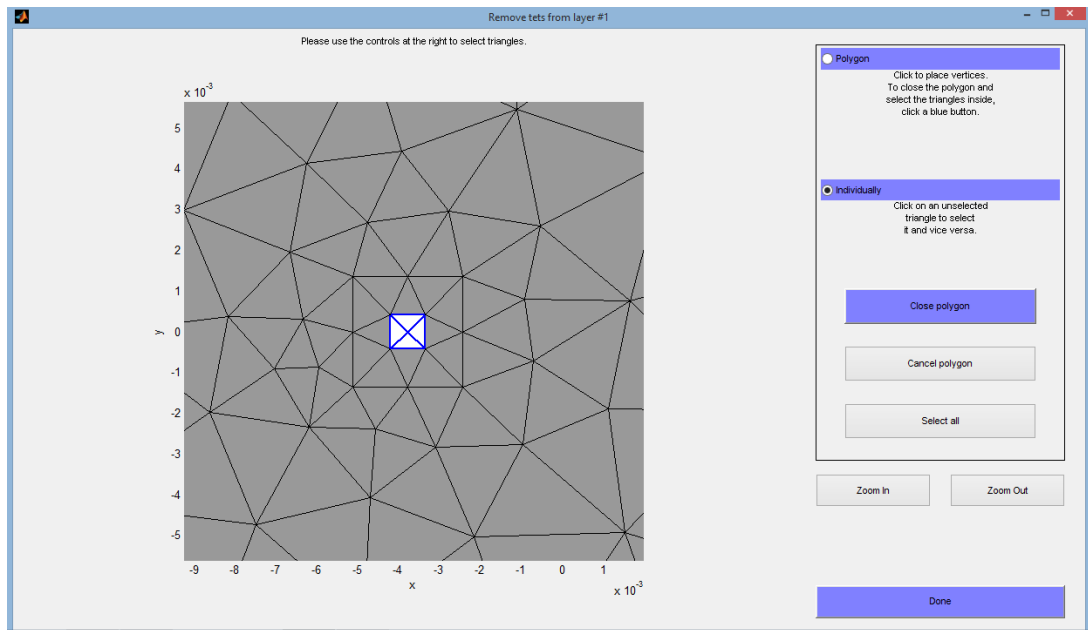 Remove tets from layer #1
Please use the controls at the right to select triangles.
x 10^-3
5
4
3
2
1
0
-1
-2
-3
-4
-5
y
-9 -8 -7 -6 -5 -4 -3 -2 -1 0 1
x
x 10^-3
Polygon
Click to place vertices.
To close the polygon and
select the triangles inside,
click a blue button.
Individually
Click on an unselected
triangle to select
it and vice versa.
Close polygon
Cancel polygon
Select all
Zoom In Zoom Out
Done